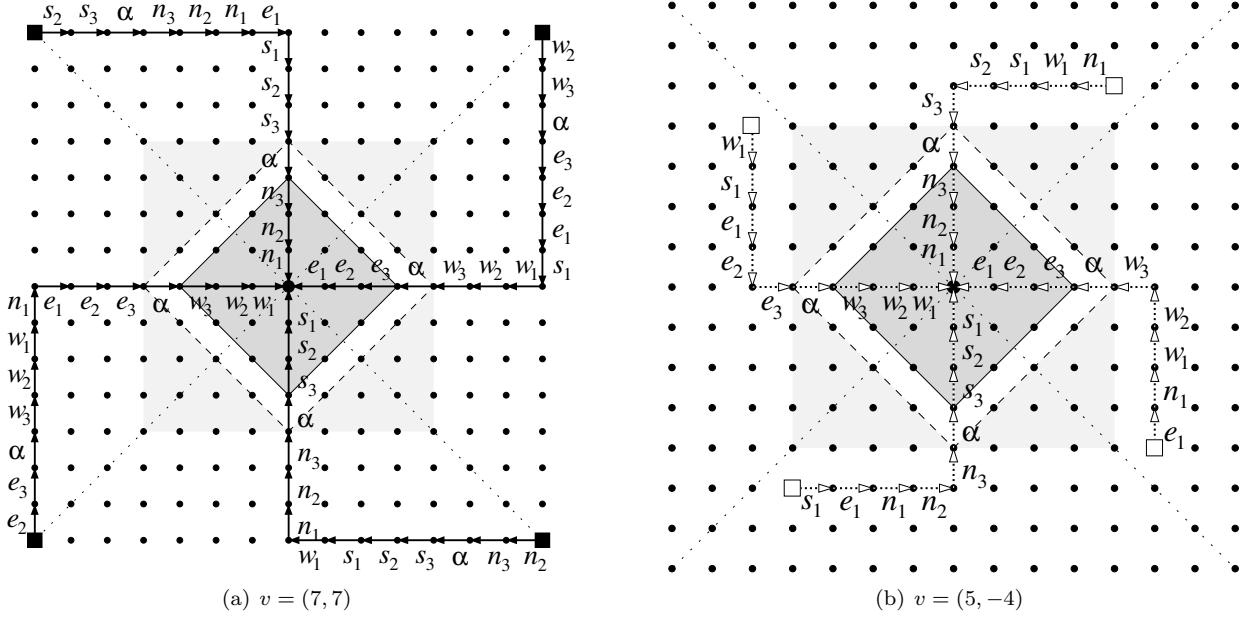 s₂ s₃ α n₃ n₂ n₁ e₁
s₁ w₂
s₂ w₃
s₃ α
α e₃
n₃ e₂
n₂ e₁
n₁ e₁ e₂ e₃ α w₃ w₂ w₁ s₁
n₁ e₁ e₂ e₃ α w₃ w₂ w₁ s₁
w₁ s₂
w₂ s₃
w₃ α
α n₃
e₃ n₂
e₂ n₁
w₁ s₁ s₂ s₃ α n₃ n₂
(a) v = (7, 7)
s₂ s₁ w₁ n₁
s₃
w₁ α
s₁ n₃
e₁ n₂
e₂ n₁ e₁ e₂ e₃ α w₃
e₃ α w₃ w₂ w₁ s₁ w₂
s₂ w₁
s₃ n₁
α e₁
n₃
s₁ e₁ n₁ n₂
(b) v = (5, −4)